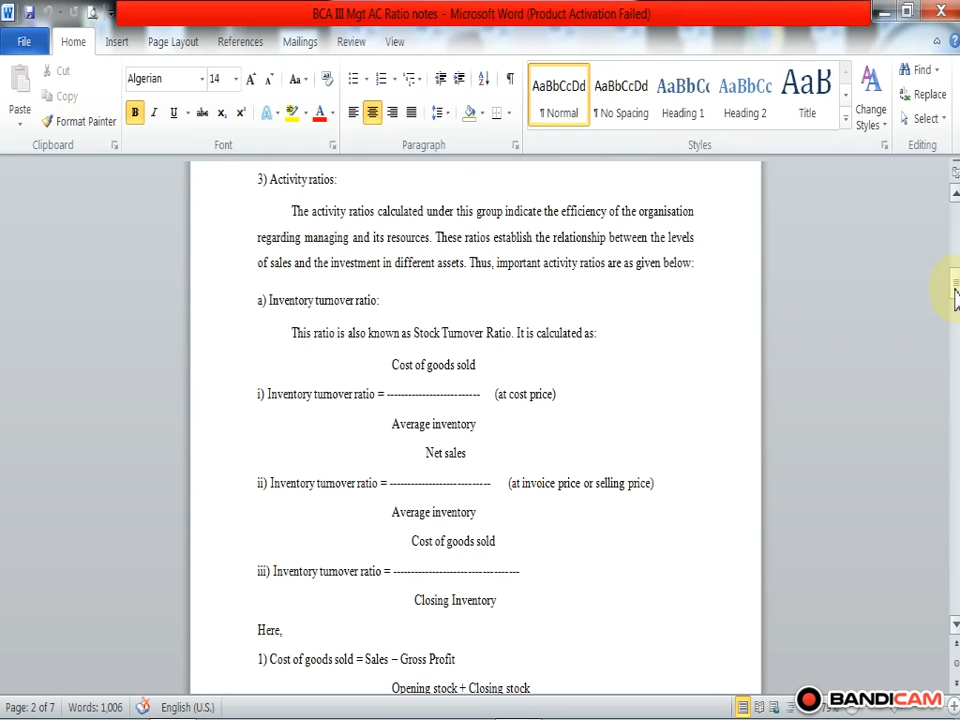 BCA III Mgt AC Ratio notes - Microsoft Word (Product Activation Failed)
File Home Insert Page Layout References Mailings Review View
Paste Cut Copy Format Painter
Algerian 14
AaBbCcDd AaBbCcDd AaBbCc AaBbCc AaB
¶ Normal ¶ No Spacing Heading 1 Heading 2 Title
Change Styles
Find Replace Select
Clipboard Font Paragraph Styles Editing
3) Activity ratios:
The activity ratios calculated under this group indicate the efficiency of the organisation
regarding managing and its resources. These ratios establish the relationship between the levels
of sales and the investment in different assets. Thus, important activity ratios are as given below:
a) Inventory turnover ratio:
This ratio is also known as Stock Turnover Ratio. It is calculated as:
Cost of goods sold
i) Inventory turnover ratio = -------------------------- (at cost price)
Average inventory
Net sales
ii) Inventory turnover ratio = ---------------------------- (at invoice price or selling price)
Average inventory
Cost of goods sold
iii) Inventory turnover ratio = -----------------------------------
Closing Inventory
Here,
1) Cost of goods sold = Sales – Gross Profit
Opening stock + Closing stock
Page: 2 of 7 Words: 1,006 English (U.S.)
BANDICAM